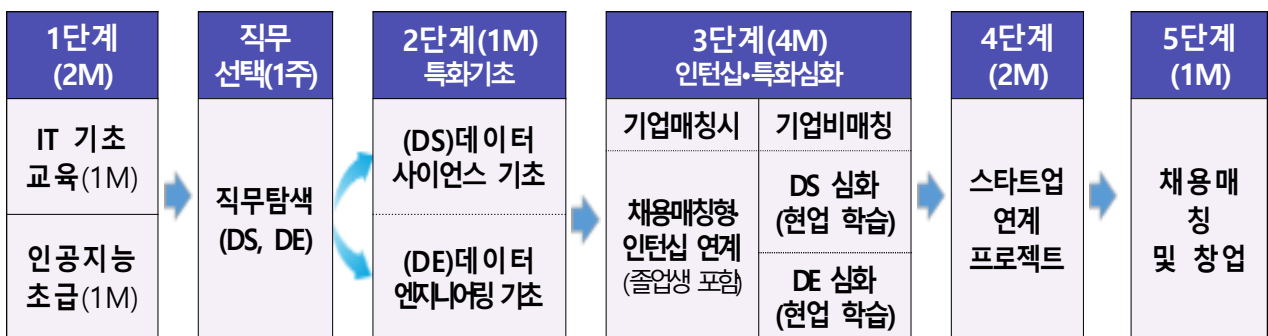 1단계
(2M)
IT 기초
교육(1M)
인공지능
초급(1M)
직무
선택(1주)
직무탐색
(DS, DE)
2단계(1M)
특화기초
(DS)데이터
사이언스 기초
(DE)데이터
엔지니어링 기초
3단계(4M)
인턴십•특화심화
기업매칭시
채용매칭형
인턴십 연계
(졸업생 포함)
기업비매칭
DS 심화
(현업 학습)
DE 심화
(현업 학습)
4단계
(2M)
스타트업
연계
프로젝트
5단계
(1M)
채용매
칭
및 창업